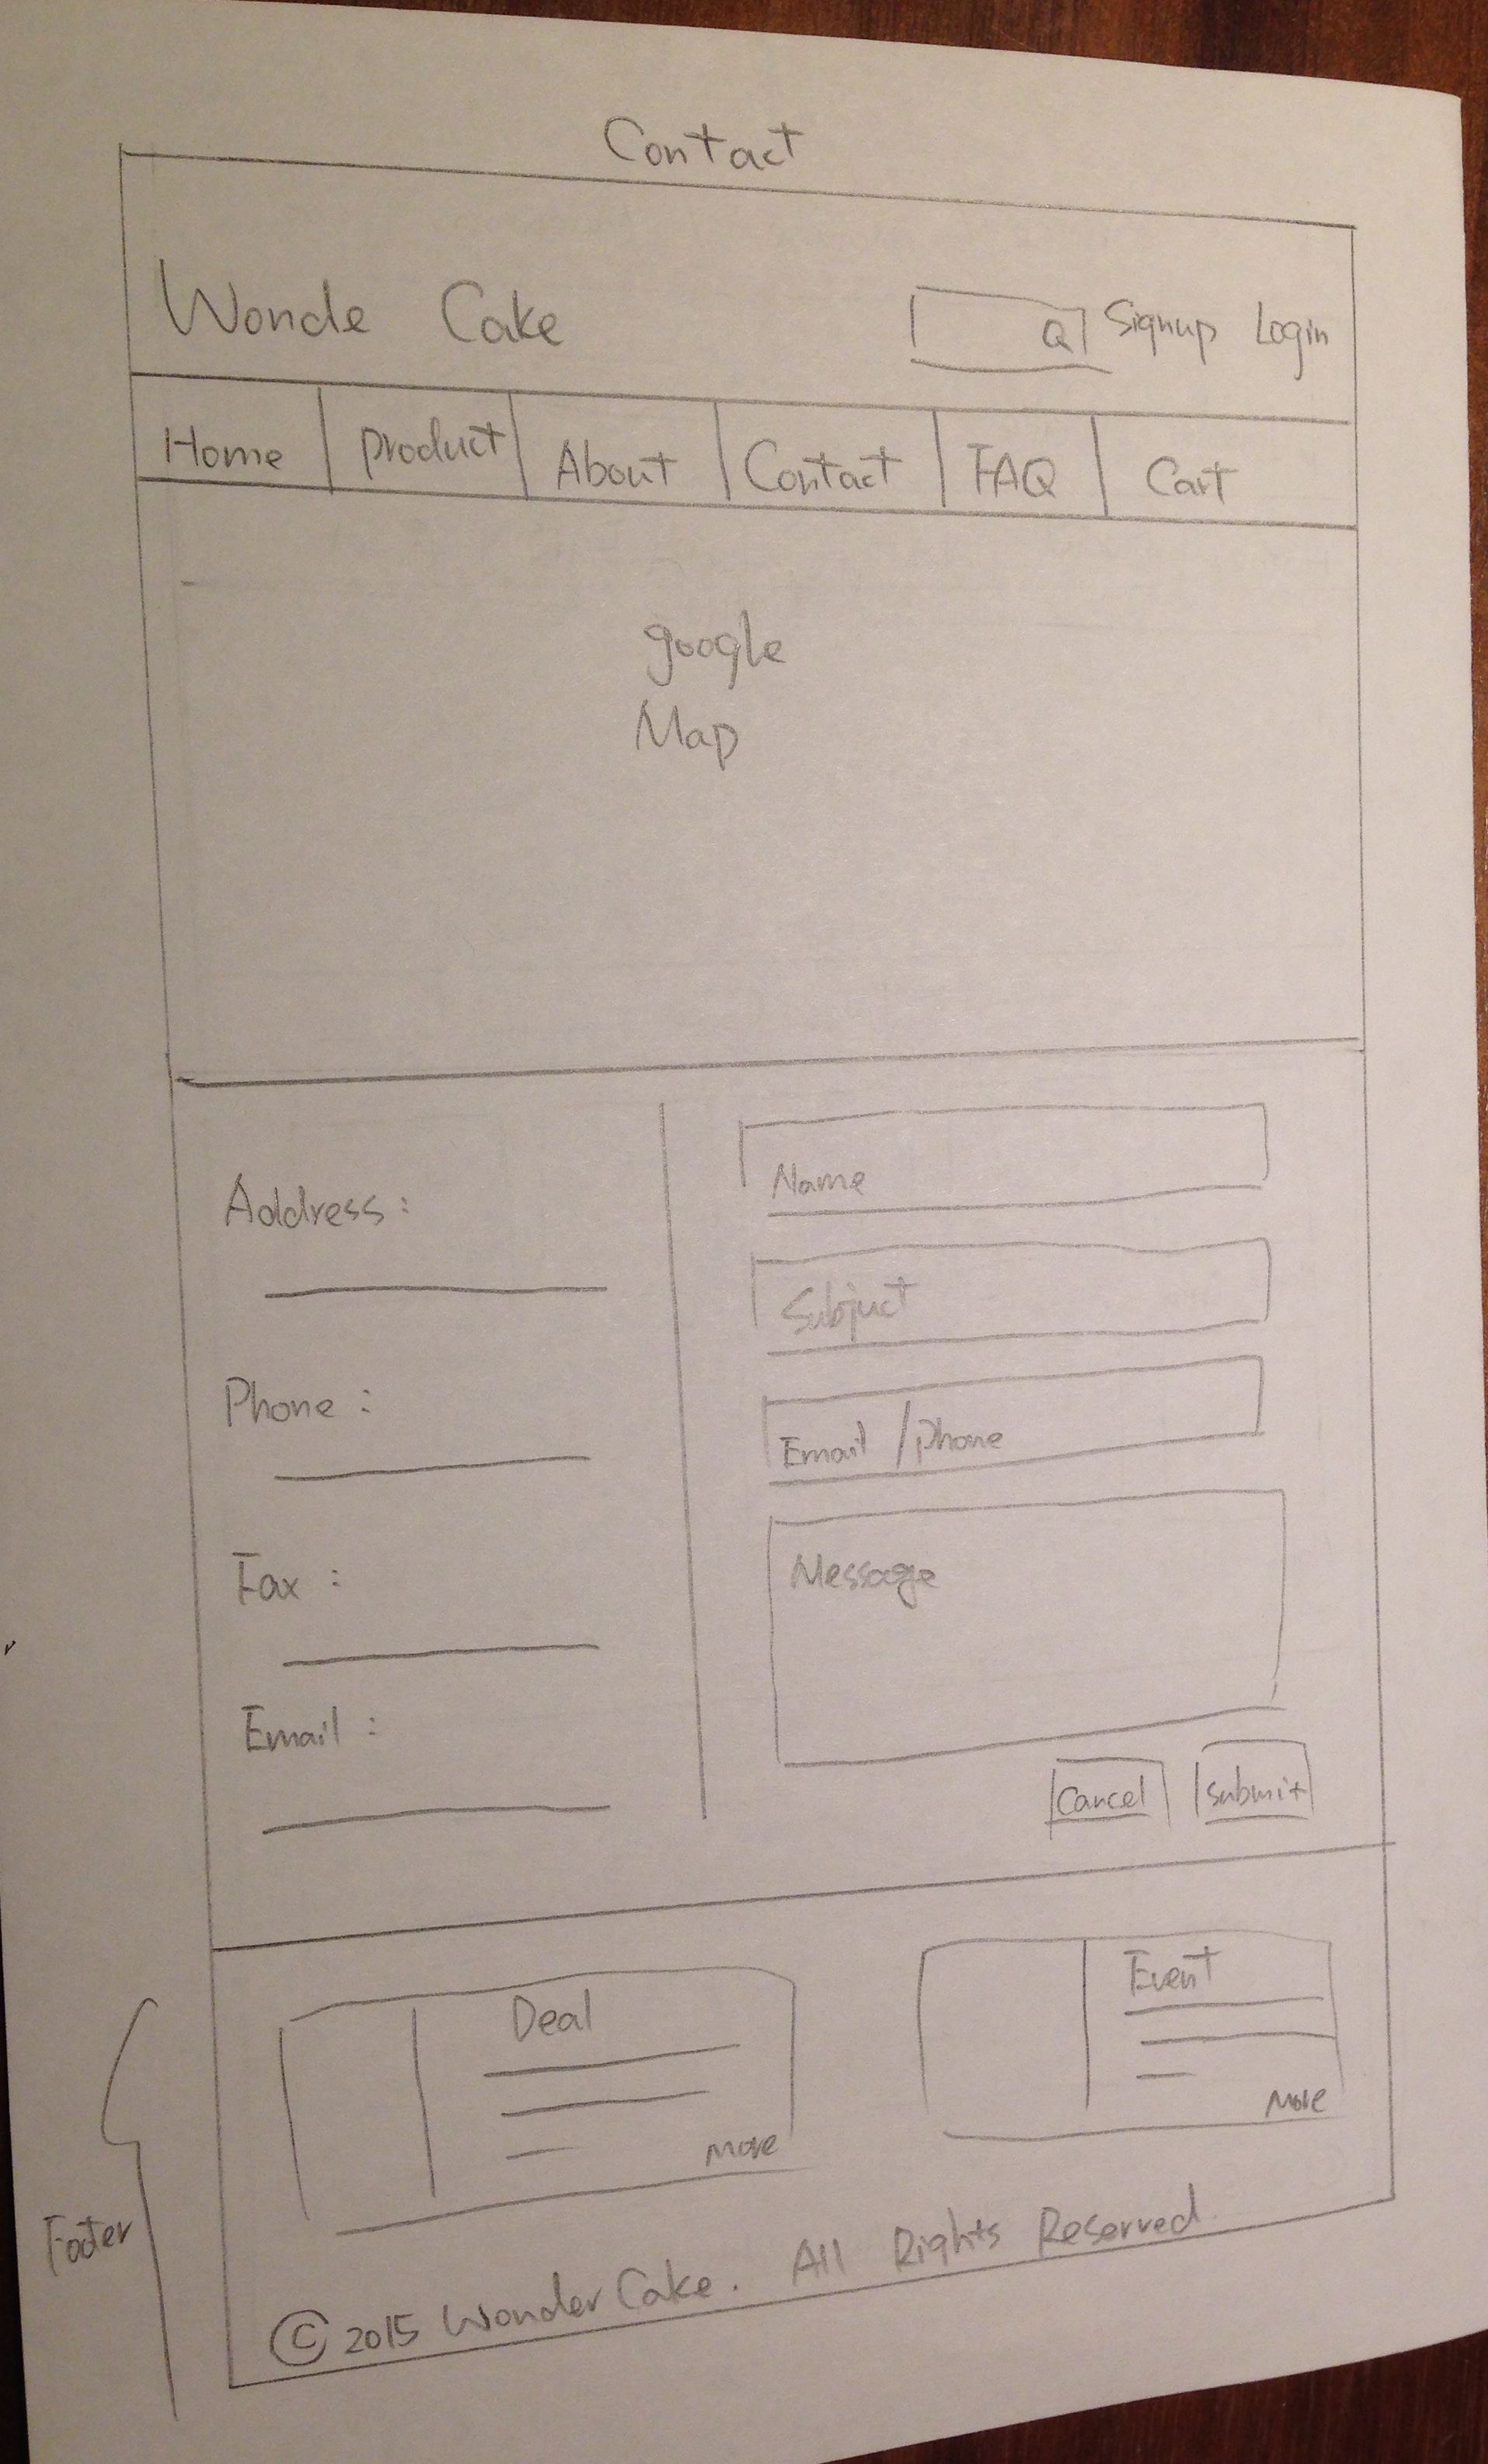 Contact
Wonde Cake
Signup Login
Home Product About Contact FAQ Cart
google
Map
Address :
Phone :
Fax :
Email :
Name
Subject
Email / phone
Message
Cancel Submit
Deal
More
Event
More
Footer
© 2015 Wonder Cake. All Rights Reserved.